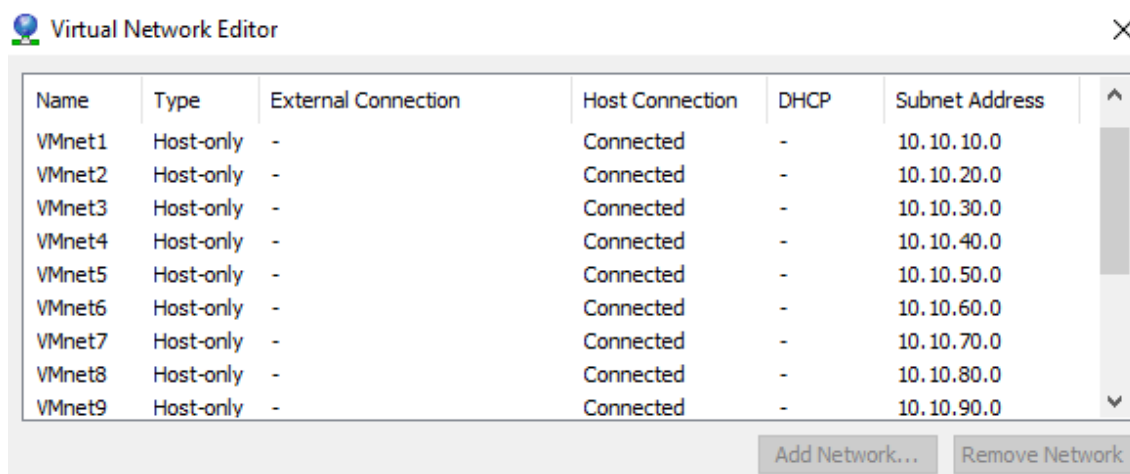 Virtual Network Editor
Name Type External Connection Host Connection DHCP Subnet Address
VMnet1 Host-only - Connected - 10.10.10.0
VMnet2 Host-only - Connected - 10.10.20.0
VMnet3 Host-only - Connected - 10.10.30.0
VMnet4 Host-only - Connected - 10.10.40.0
VMnet5 Host-only - Connected - 10.10.50.0
VMnet6 Host-only - Connected - 10.10.60.0
VMnet7 Host-only - Connected - 10.10.70.0
VMnet8 Host-only - Connected - 10.10.80.0
VMnet9 Host-only - Connected - 10.10.90.0
Add Network... Remove Network